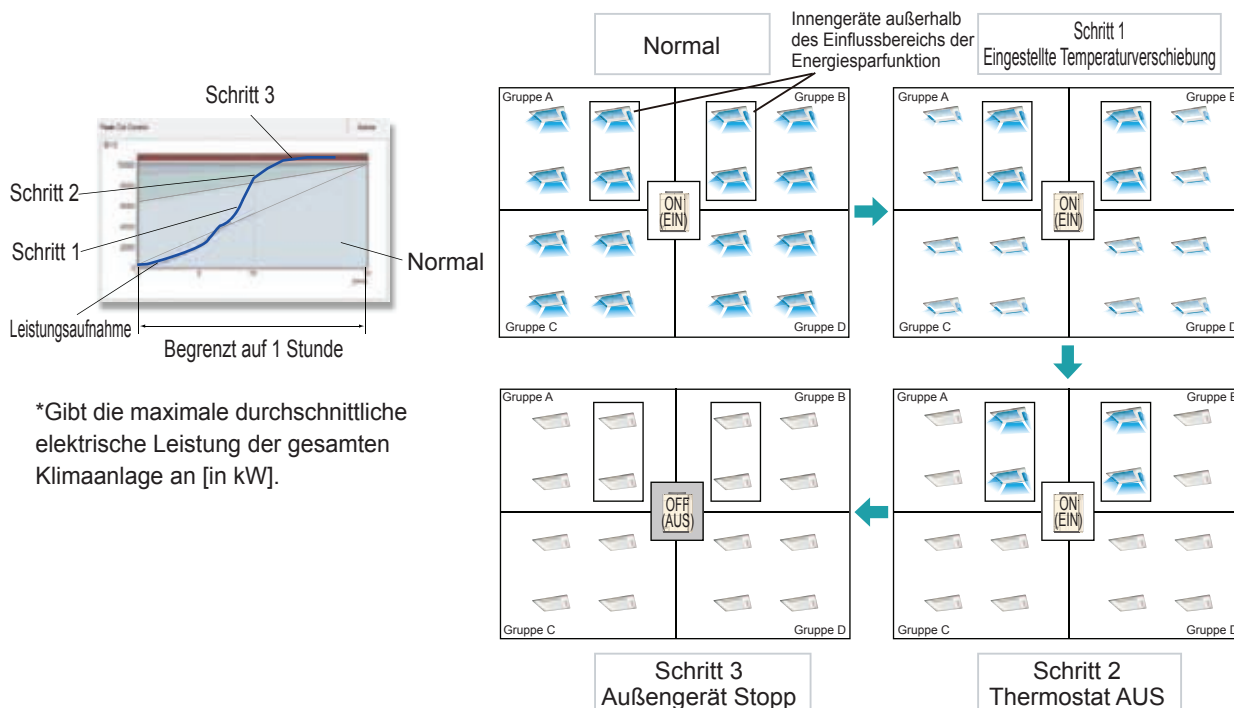 Schritt 3
Schritt 2
Schritt 1
Normal
Leistungsaufnahme
Begrenzt auf 1 Stunde
*Gibt die maximale durchschnittliche
elektrische Leistung der gesamten
Klimaanlage an [in kW].
Normal
Innengeräte außerhalb
des Einflussbereichs der
Energiesparfunktion
Schritt 1
Eingestellte Temperaturverschiebung
Gruppe A
Gruppe B
ON
(EIN)
Gruppe C
Gruppe D
Gruppe A
Gruppe B
ON
(EIN)
Gruppe C
Gruppe D
Gruppe A
Gruppe B
OFF
(AUS)
Gruppe C
Gruppe D
Schritt 3
Außengerät Stopp
Gruppe A
Gruppe B
ON
(EIN)
Gruppe C
Gruppe D
Schritt 2
Thermostat AUS